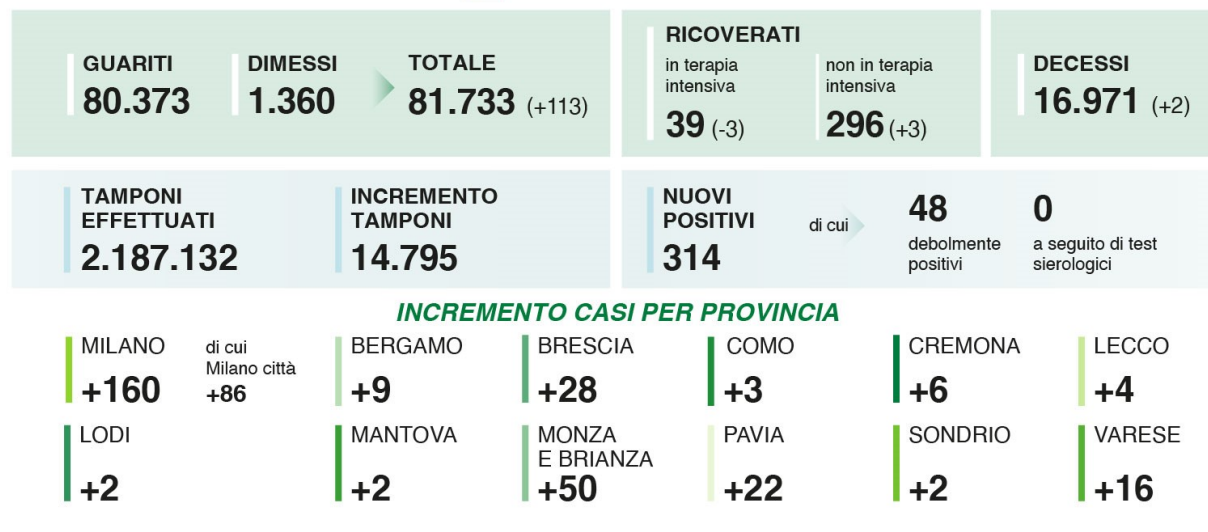 GUARITI
80.373
DIMESSI
1.360
TOTALE
81.733 (+113)
RICOVERATI
in terapia
intensiva
39 (-3)
non in terapia
intensiva
296 (+3)
DECESSI
16.971 (+2)
TAMPONI
EFFETTUATI
2.187.132
INCREMENTO
TAMPONI
14.795
NUOVI
POSITIVI
314
di cui
48
debolmente
positivi
0
a seguito di test
sierologici
INCREMENTO CASI PER PROVINCIA
MILANO
+160
di cui
Milano città
+86
BERGAMO
+9
BRESCIA
+28
COMO
+3
CREMONA
+6
LECCO
+4
LODI
+2
MANTOVA
+2
MONZA
E BRIANZA
+50
PAVIA
+22
SONDRIO
+2
VARESE
+16